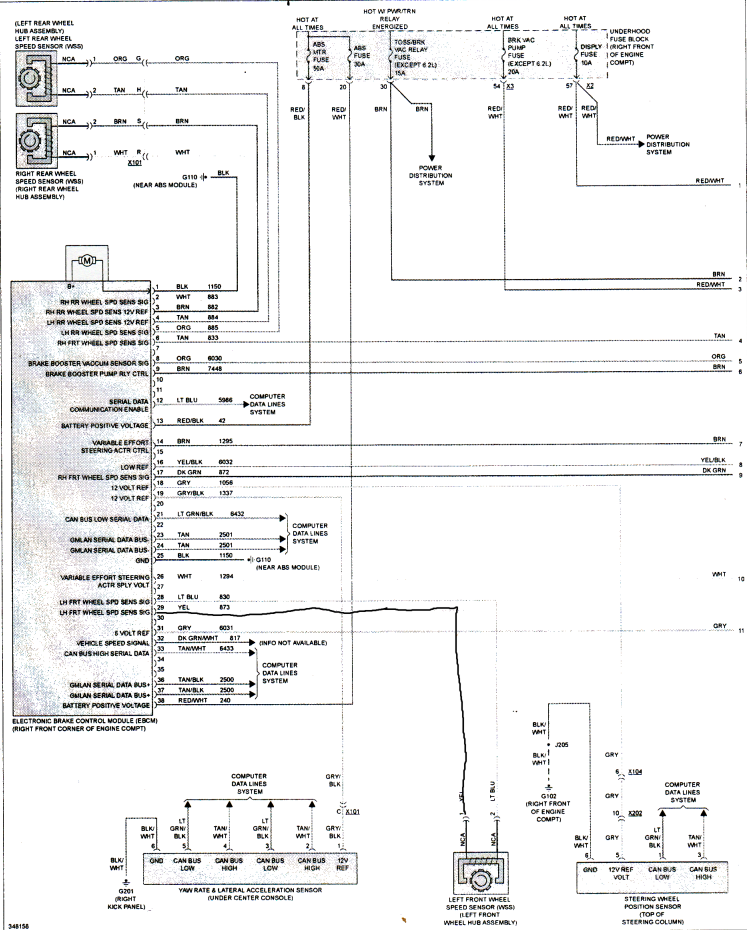 (LEFT REAR WHEEL
HUB ASSEMBLY)
LEFT REAR WHEEL
SPEED SENSOR (WSS)
NCA 1 ORG G ORG
NCA 2 TAN H TAN
NCA 2 BRN S BRN
NCA 1 WHT R WHT
X101
RIGHT REAR WHEEL
SPEED SENSOR (WSS)
(RIGHT REAR WHEEL
HUB ASSEMBLY)
G110 BLK
(NEAR ABS MODULE)
HOT AT
ALL TIMES
HOT W/ PWR/TRN
RELAY
ENERGIZED
HOT AT
ALL TIMES
HOT AT
ALL TIMES
ABS
MTR
FUSE
50A
ABS
FUSE
30A
TOSS/BRK
VAC RELAY
FUSE
(EXCEPT 6.2L)
15A
BRK VAC
PUMP
FUSE
(EXCEPT 6.2L)
20A
DISPLY
FUSE
10A
UNDERHOOD
FUSE BLOCK
(RIGHT FRONT
OF ENGINE
COMPT)
8 20 30 54 X3 57 X2
RED/
BLK
RED/
WHT
BRN BRN
RED/
WHT
RED/
WHT
RED/
WHT
RED/WHT
POWER
DISTRIBUTION
SYSTEM
POWER
DISTRIBUTION
SYSTEM
RED/WHT 1
BRN 2
RED/WHT 3
TAN 4
ORG 5
BRN 6
BRN 7
YEL/BLK 8
DK GRN 9
WHT 10
GRY 11
M
B+
1 BLK 1150
RH RR WHEEL SPD SENS SIG 2 WHT 883
RH RR WHEEL SPD SENS 12V REF 3 BRN 882
LH RR WHEEL SPD SENS 12V REF 4 TAN 884
LH RR WHEEL SPD SENS SIG 5 ORG 885
RH FRT WHEEL SPD SENS SIG 6 TAN 833
7
BRAKE BOOSTER VACUUM SENSOR SIG 8 ORG 6030
BRAKE BOOSTER PUMP RLY CTRL 9 BRN 7448
10
11
SERIAL DATA
COMMUNICATION ENABLE 12 LT BLU 5986
COMPUTER
DATA LINES
SYSTEM
BATTERY POSITIVE VOLTAGE 13 RED/BLK 42
VARIABLE EFFORT
STEERING ACTR CTRL 14 BRN 1295
15
LOW REF 16 YEL/BLK 6032
RH FRT WHEEL SPD SENS SIG 17 DK GRN 872
12 VOLT REF 18 GRY 1056
12 VOLT REF 19 GRY/BLK 1337
20
CAN BUS LOW SERIAL DATA 21 LT GRN/BLK 6432
22
GMLAN SERIAL DATA BUS- 23 TAN 2501
GMLAN SERIAL DATA BUS- 24 TAN 2501
COMPUTER
DATA LINES
SYSTEM
GND 25 BLK 1150 G110
(NEAR ABS MODULE)
VARIABLE EFFORT STEERING
ACTR SPLY VOLT 26 WHT 1294
27
LH FRT WHEEL SPD SENS SIG 28 LT BLU 830
LH FRT WHEEL SPD SENS SIG 29 YEL 873
30
5 VOLT REF 31 GRY 6031
VEHICLE SPEED SIGNAL 32 DK GRN/WHT 817 (INFO NOT AVAILABLE)
CAN BUS HIGH SERIAL DATA 33 TAN/WHT 6433
34
35
GMLAN SERIAL DATA BUS+ 36 TAN/BLK 2500
GMLAN SERIAL DATA BUS+ 37 TAN/BLK 2500
COMPUTER
DATA LINES
SYSTEM
BATTERY POSITIVE VOLTAGE 38 RED/WHT 240
ELECTRONIC BRAKE CONTROL MODULE (EBCM)
(RIGHT FRONT CORNER OF ENGINE COMPT)
COMPUTER
DATA LINES
SYSTEM
GRY/
BLK
C X101
BLK/
WHT
LT
GRN/
BLK
TAN/
WHT
LT
GRN/
BLK
TAN/
WHT
GRY/
BLK
6 5 4 3 2 1
GND CAN BUS
LOW
CAN BUS
HIGH
CAN BUS
LOW
CAN BUS
HIGH
12V
REF
BLK/
WHT
G201
(RIGHT
KICK PANEL)
YAW RATE & LATERAL ACCELERATION SENSOR
(UNDER CENTER CONSOLE)
YEL LT BLU
1 2
NCA NCA
LEFT FRONT WHEEL
SPEED SENSOR (WSS)
(LEFT FRONT
WHEEL HUB ASSEMBLY)
BLK/
WHT
J205
BLK/
WHT
G102
(RIGHT FRONT
OF ENGINE
COMPT)
GRY
6 X104
GRY
10 X202
COMPUTER
DATA LINES
SYSTEM
BLK/
WHT
GRY
LT
GRN/
BLK
TAN/
WHT
6 5 1 3
GND 12V REF
VOLT
CAN BUS
LOW
CAN BUS
HIGH
STEERING WHEEL
POSITION SENSOR
(TOP OF
STEERING COLUMN)
348158